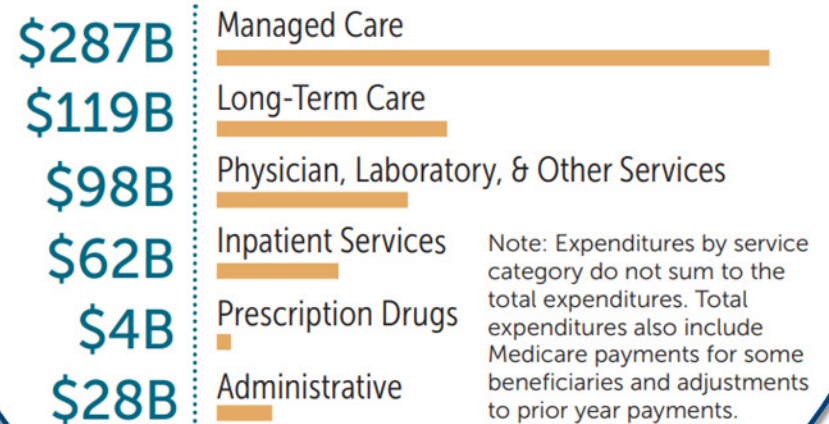 $287B Managed Care
$119B Long-Term Care
$98B Physician, Laboratory, & Other Services
$62B Inpatient Services
$4B Prescription Drugs
$28B Administrative
Note: Expenditures by service
category do not sum to the
total expenditures. Total
expenditures also include
Medicare payments for some
beneficiaries and adjustments
to prior year payments.